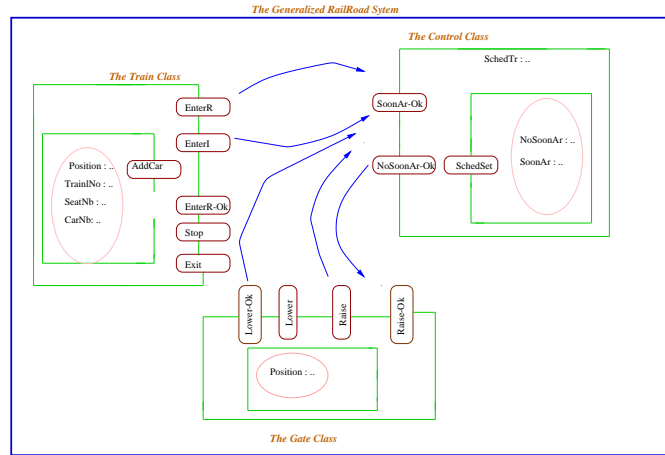 The Generalized RailRoad Sytem
The Control Class
SchedTr : ..
The Train Class
EnterR
SoonAr-Ok
EnterI
NoSoonAr : ..
Position : ..
AddCar
NoSoonAr-Ok
SchedSet
SoonAr : ..
TrainlNo : ..
SeatNb : ..
EnterR-Ok
CarNb: ..
Stop
Exit
Lower-Ok
Lower
Raise
Raise-Ok
Position : ..
The Gate Class